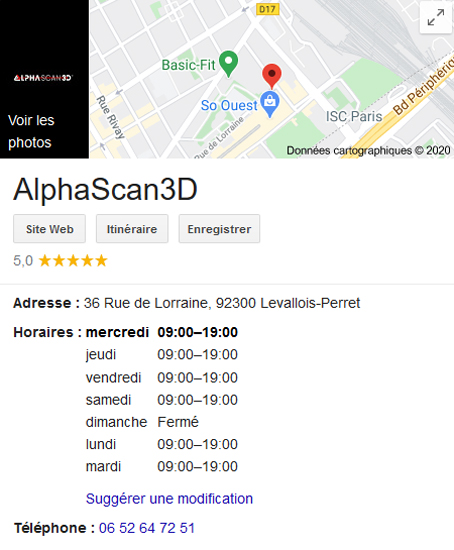 D17
Basic-Fit
ALPHASCAN3D
So Ouest
Rue Rivay
ISC Paris
Bd Périphériq
Rue de Lorraine
Voir les
photos
Données cartographiques © 2020
AlphaScan3D
Site Web Itinéraire Enregistrer
5,0
Adresse : 36 Rue de Lorraine, 92300 Levallois-Perret
Horaires : mercredi 09:00–19:00
jeudi 09:00–19:00
vendredi 09:00–19:00
samedi 09:00–19:00
dimanche Fermé
lundi 09:00–19:00
mardi 09:00–19:00
Suggérer une modification
Téléphone : 06 52 64 72 51